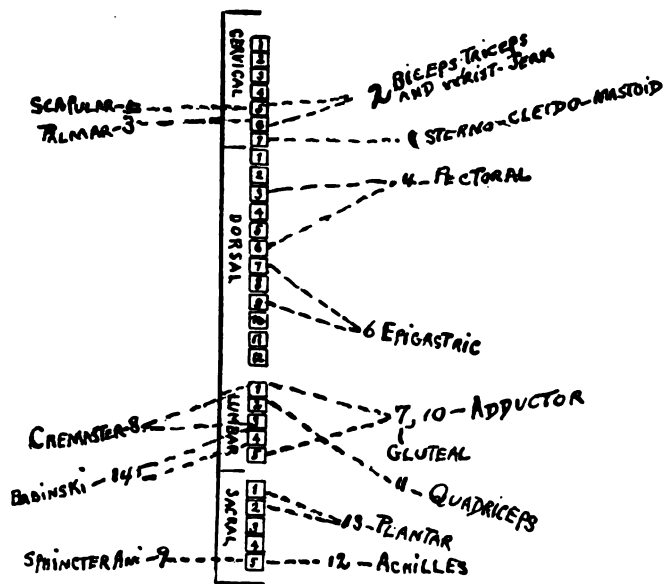 CERVICAL
1
2
3
4
5
6
7
DORSAL
1
2
3
4
5
6
7
8
9
10
11
12
LUMBAR
1
2
3
4
5
SACRAL
1
2
3
4
5
SCAPULAR-
PALMAR-3
CREMASTER-8
BABINSKI-14
SPHINCTER ANI-9
2 BICEPS-TRICEPS
AND WRIST-JERK
1 STERNO-CLEIDO-MASTOID
4-PECTORAL
6 EPIGASTRIC
7, 10-ADDUCTOR
GLUTEAL
11-QUADRICEPS
13-PLANTAR
12-ACHILLES